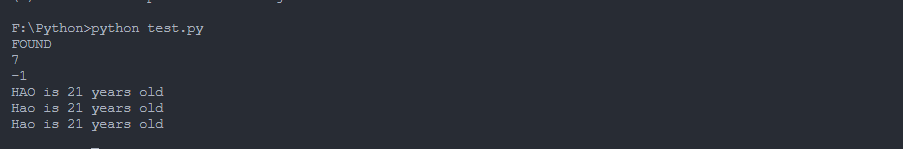 F:\Python>python test.py
FOUND
7
-1
HAO is 21 years old
Hao is 21 years old
Hao is 21 years old